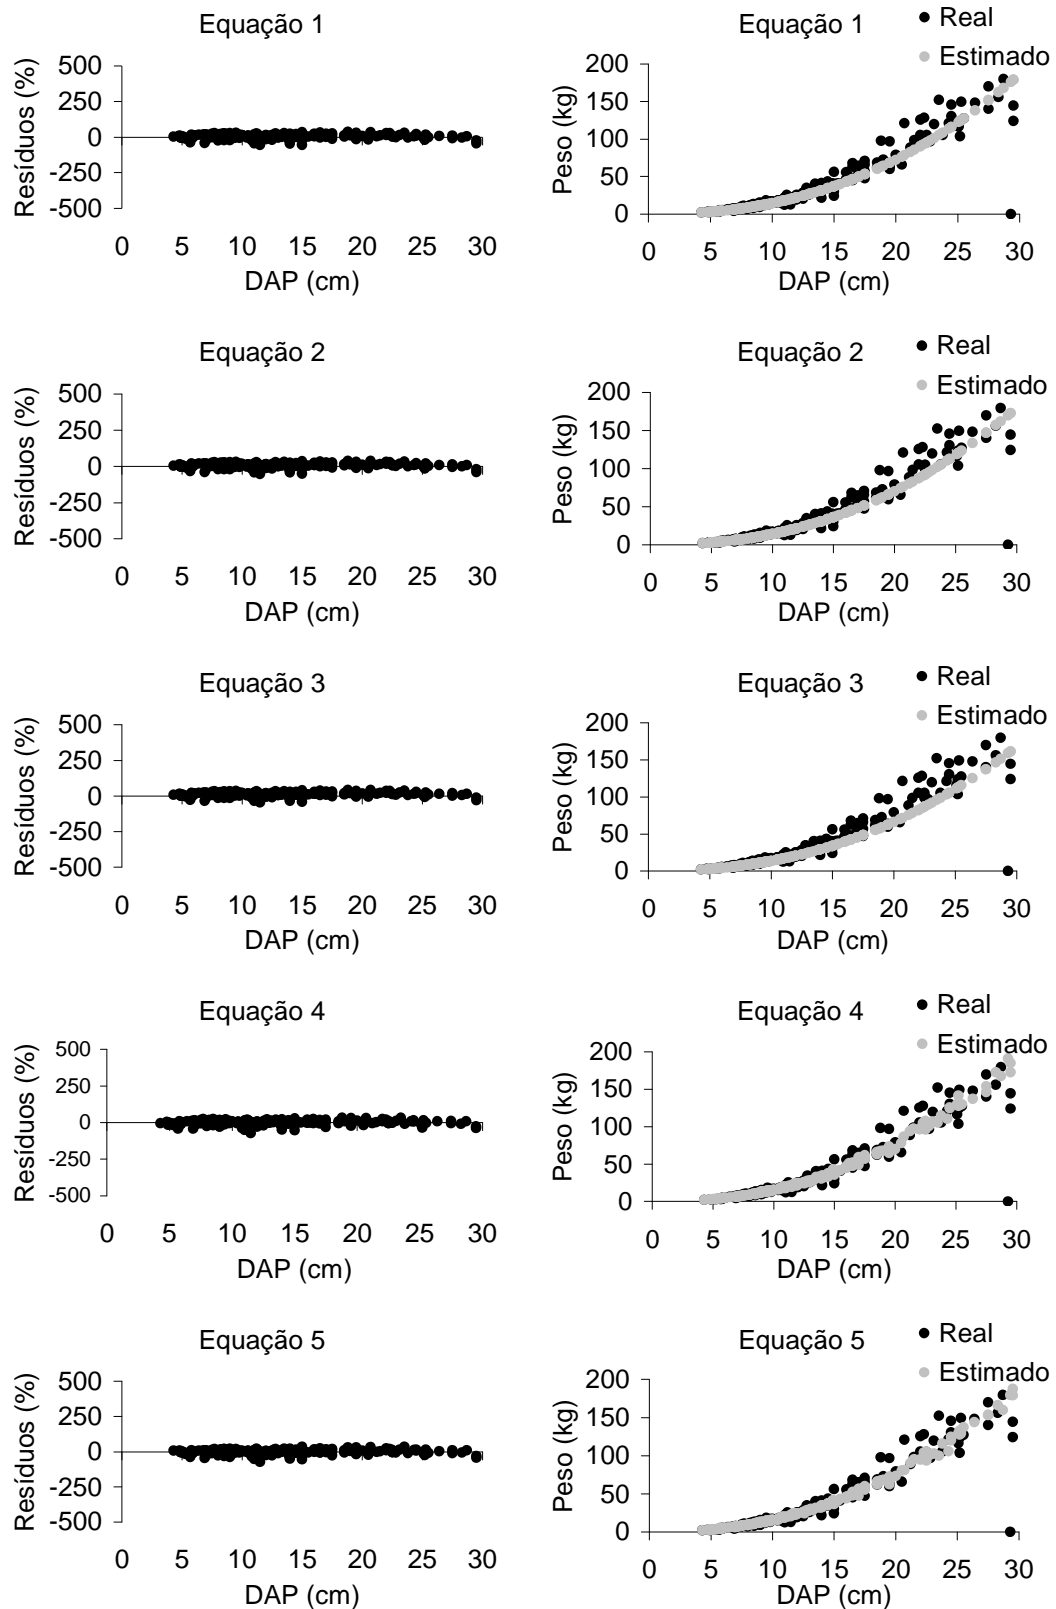 Equação 1
Resíduos (%)
500
250
0
-250
-500
0 5 10 15 20 25 30
DAP (cm)
Equação 1
Real
Estimado
Peso (kg)
200
150
100
50
0
0 5 10 15 20 25 30
DAP (cm)
Equação 2
Resíduos (%)
500
250
0
-250
-500
0 5 10 15 20 25 30
DAP (cm)
Equação 2
Real
Estimado
Peso (kg)
200
150
100
50
0
0 5 10 15 20 25 30
DAP (cm)
Equação 3
Resíduos (%)
500
250
0
-250
-500
0 5 10 15 20 25 30
DAP (cm)
Equação 3
Real
Estimado
Peso (kg)
200
150
100
50
0
0 5 10 15 20 25 30
DAP (cm)
Equação 4
Resíduos (%)
500
250
0
-250
-500
0 5 10 15 20 25 30
DAP (cm)
Equação 4
Real
Estimado
Peso (kg)
200
150
100
50
0
0 5 10 15 20 25 30
DAP (cm)
Equação 5
Resíduos (%)
500
250
0
-250
-500
0 5 10 15 20 25 30
DAP (cm)
Equação 5
Real
Estimado
Peso (kg)
200
150
100
50
0
0 5 10 15 20 25 30
DAP (cm)